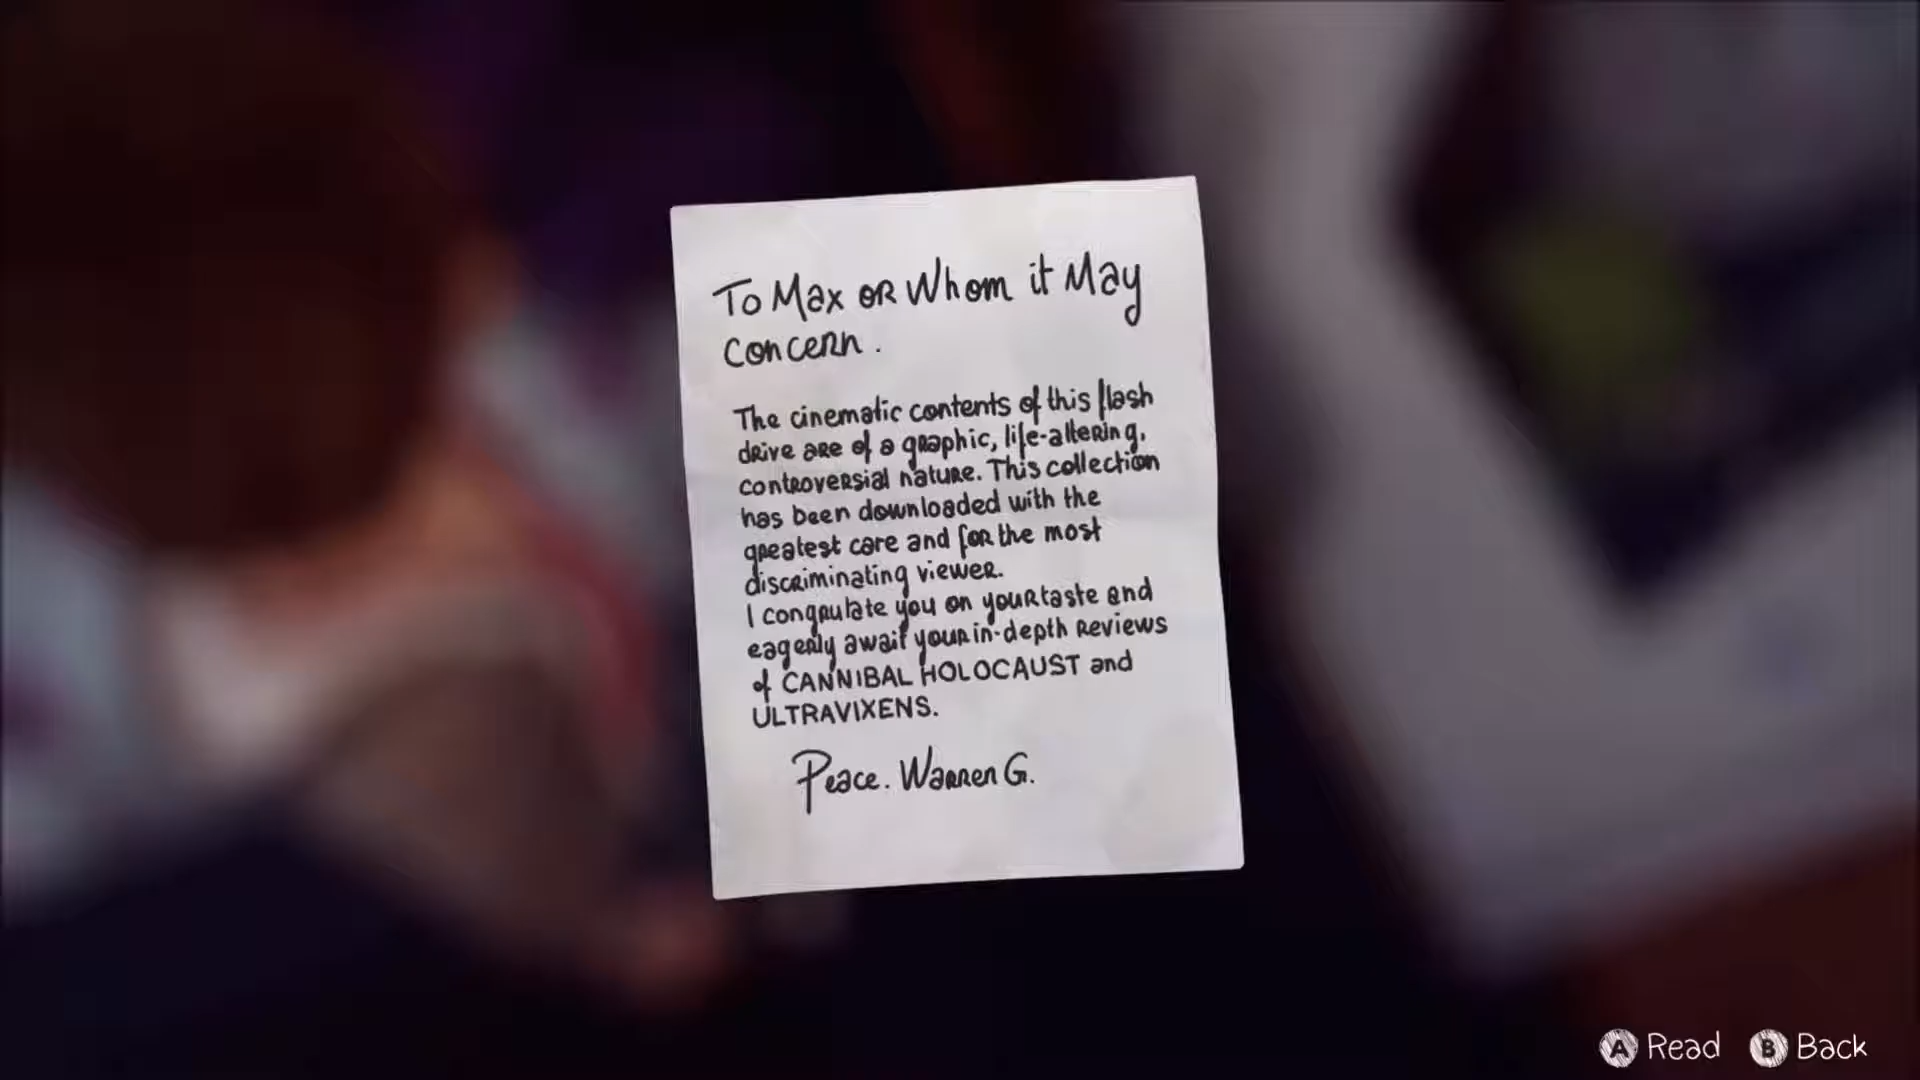 To Max or Whom it May
Concern.
The cinematic contents of this flash
drive are of a graphic, life-altering,
controversial nature. This collection
has been downloaded with the
greatest care and for the most
discriminating viewer.
I congrulate you on your taste and
eagerly await your in-depth reviews
of CANNIBAL HOLOCAUST and
ULTRAVIXENS.
Peace. Warren G.
A Read B Back